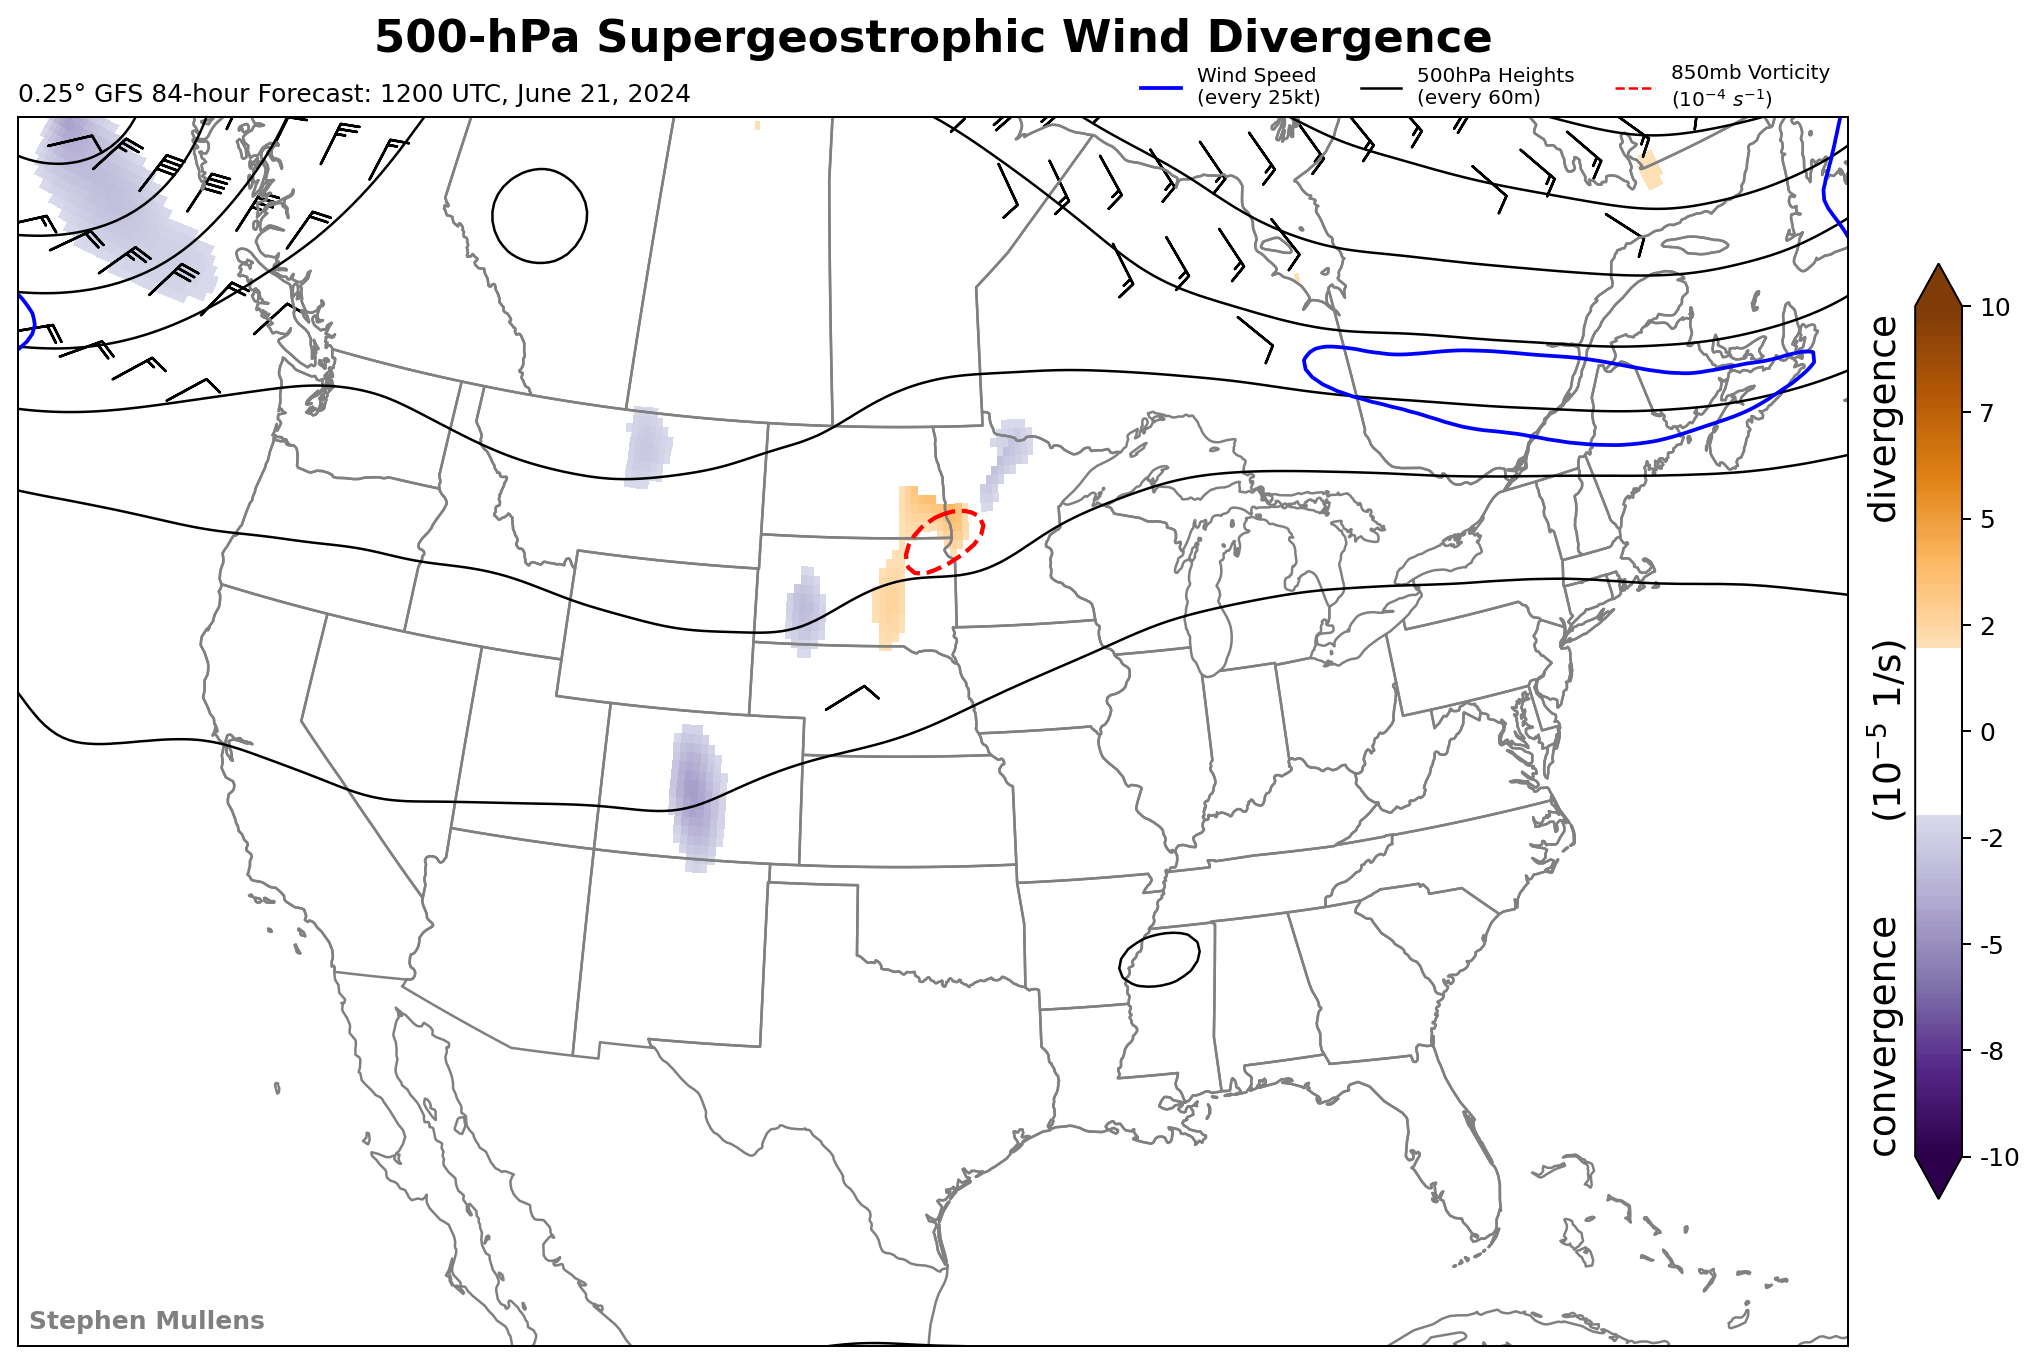 500-hPa Supergeostrophic Wind Divergence
0.25° GFS 84-hour Forecast: 1200 UTC, June 21, 2024
Wind Speed
(every 25kt)
500hPa Heights
(every 60m)
850mb Vorticity
(10⁻⁴ s⁻¹)
10
7
5
2
0
-2
-5
-8
-10
convergence (10⁻⁵ 1/s) divergence
Stephen Mullens